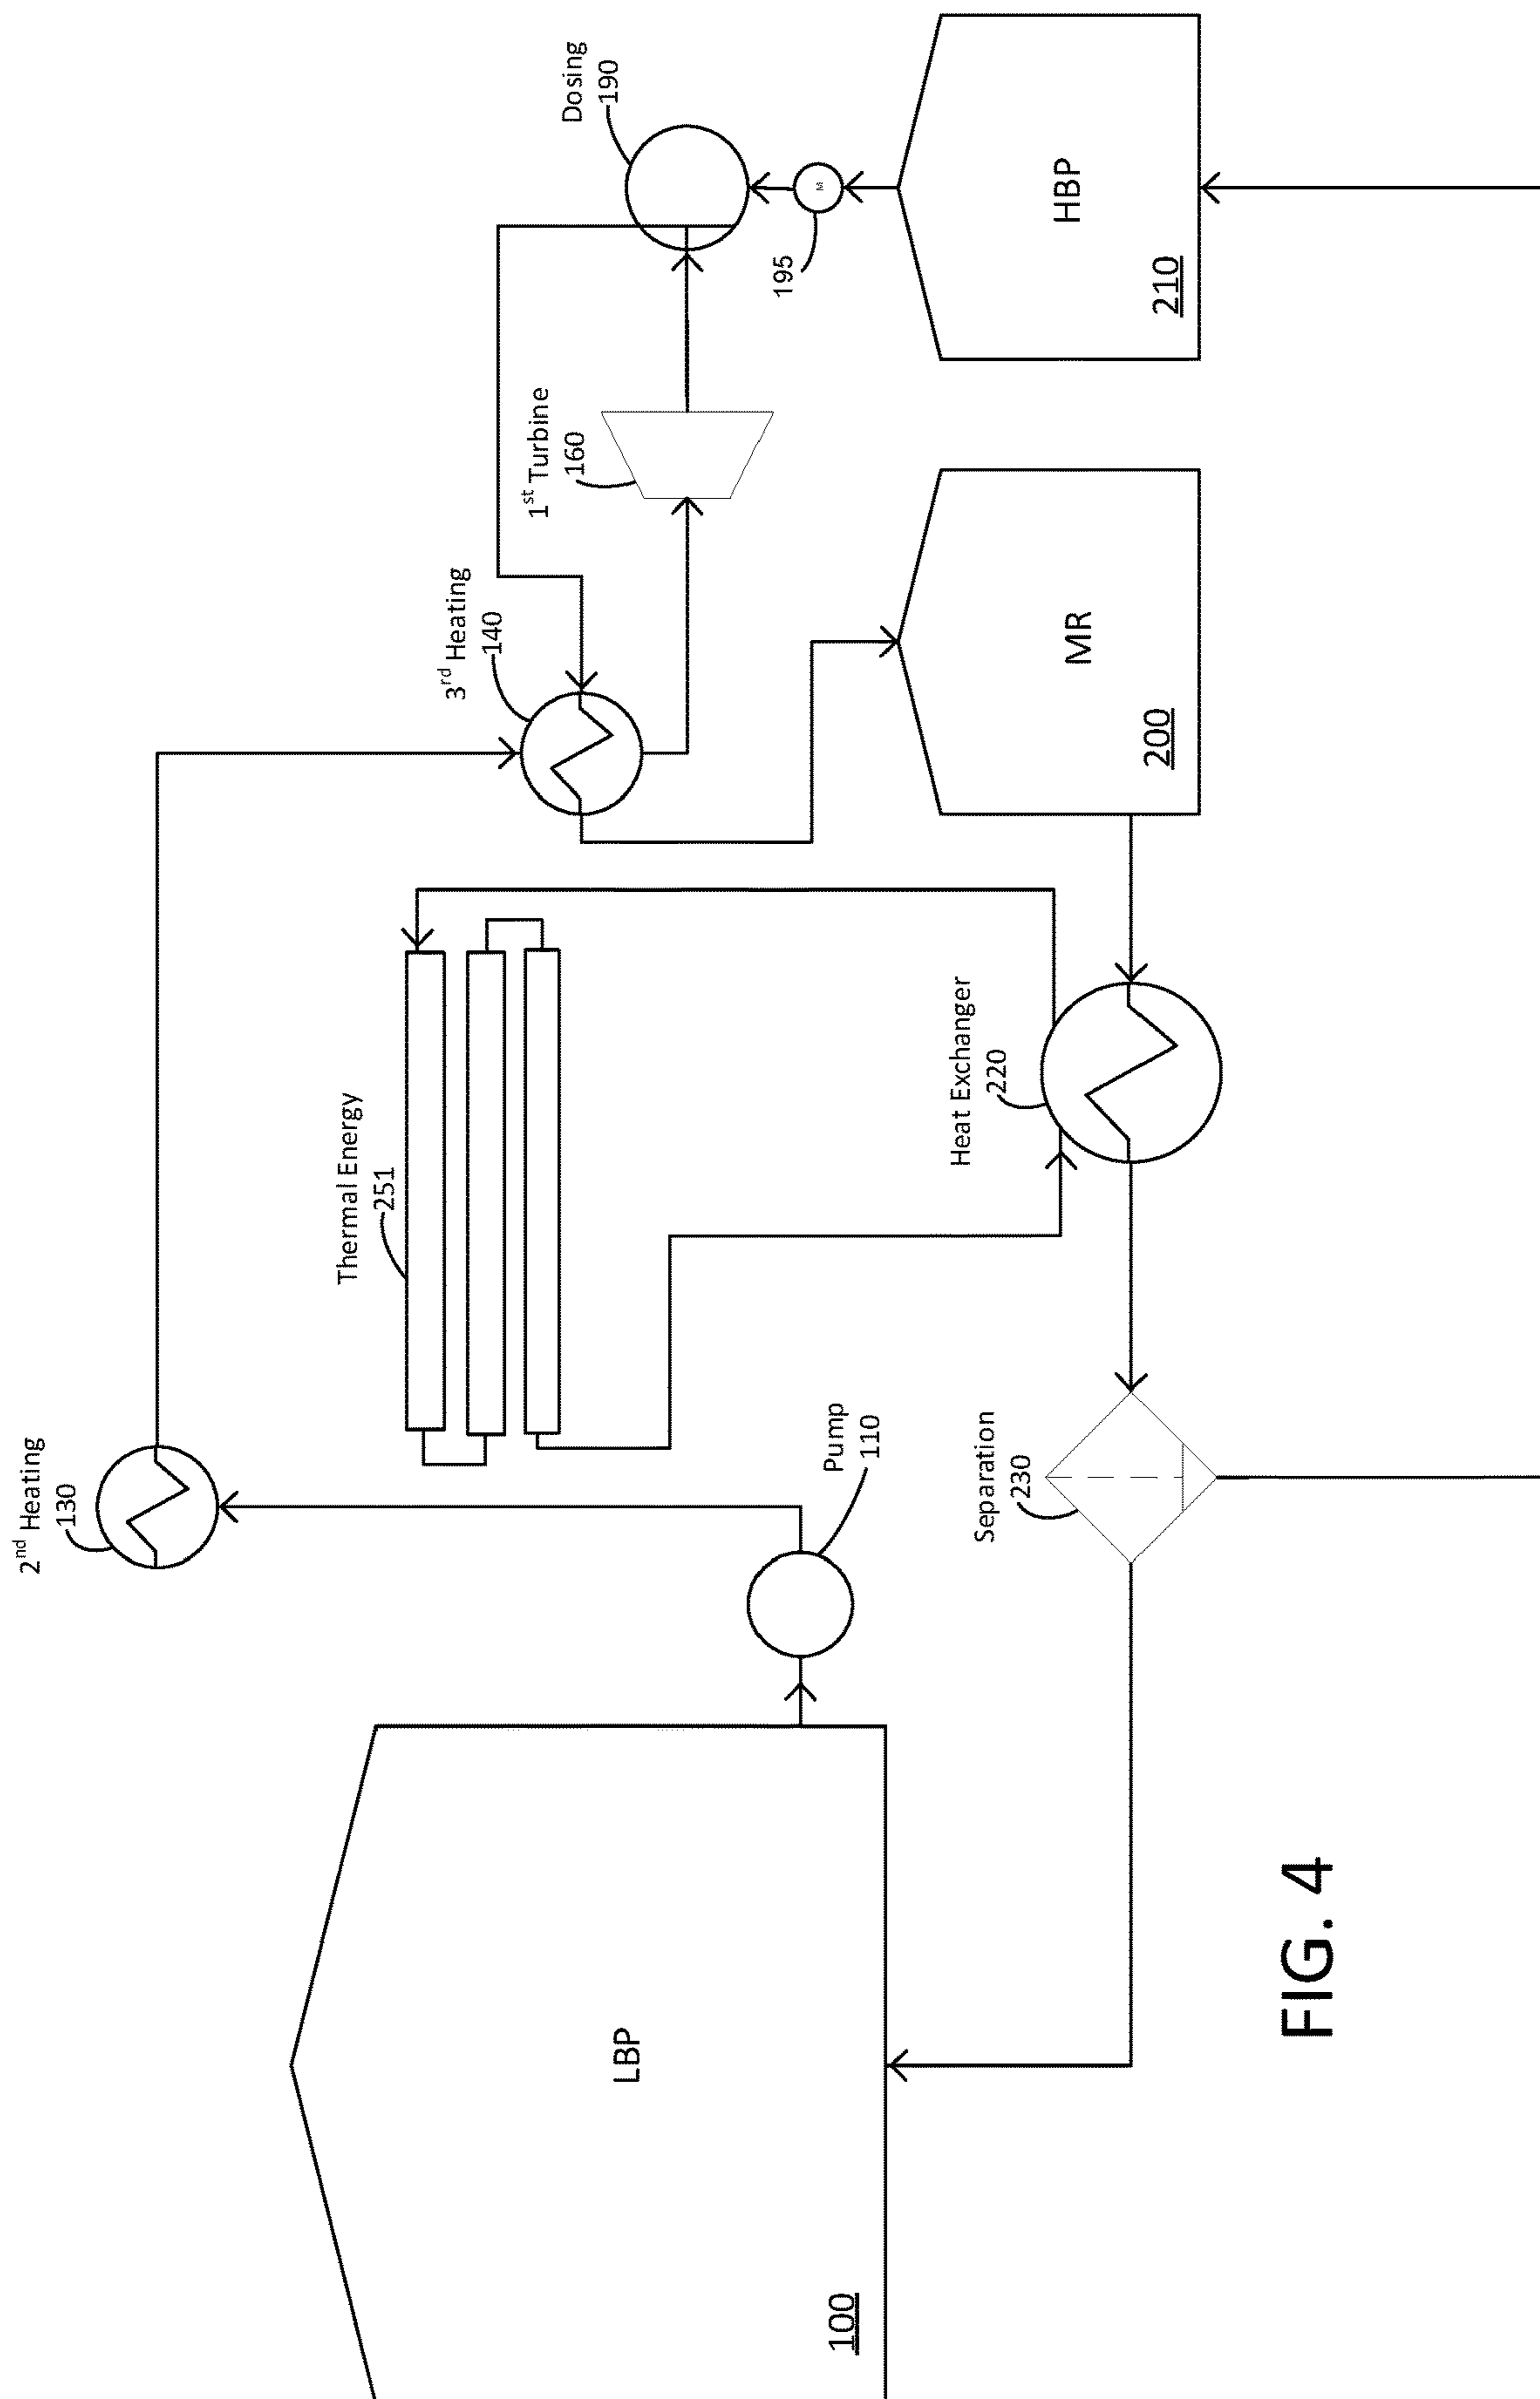 2nd Heating
130
Thermal Energy
251
3rd Heating
140
1st Turbine
160
Dosing
190
195
M
Pump
110
LBP
100
Separation
230
Heat Exchanger
220
MR
200
HBP
210
FIG. 4